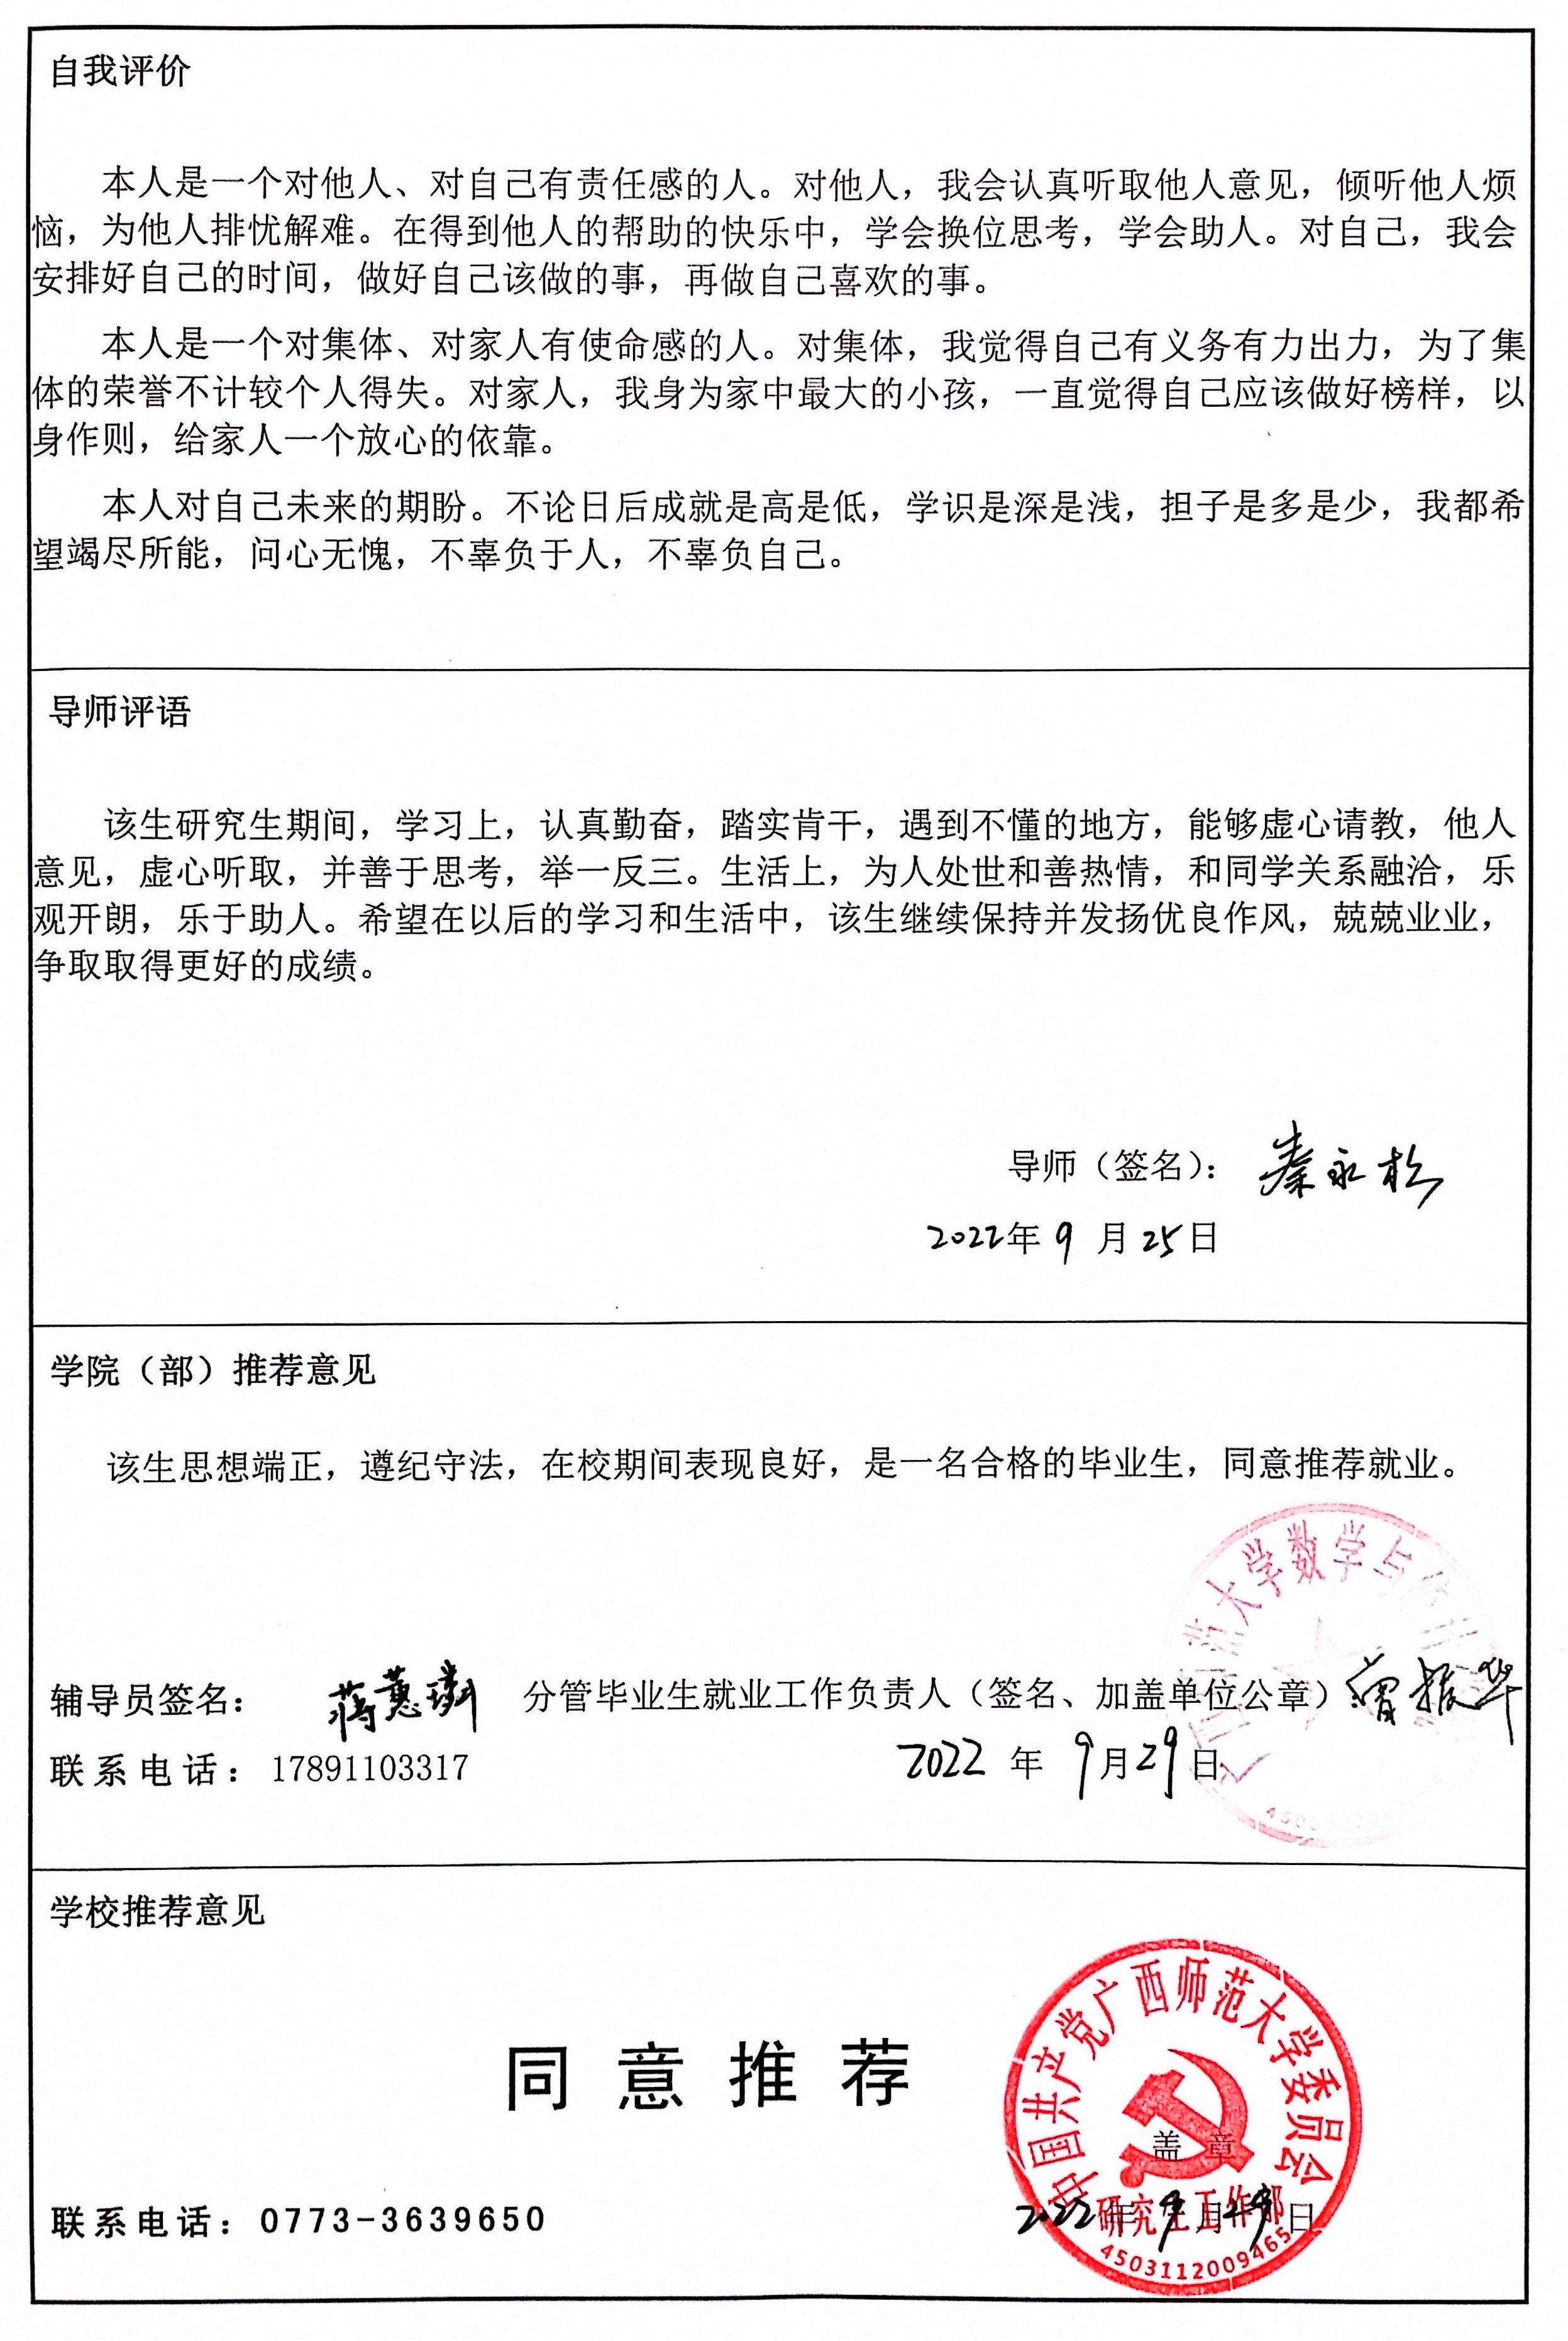 自我评价
本人是一个对他人、对自己有责任感的人。对他人，我会认真听取他人意见，倾听他人烦
恼，为他人排忧解难。在得到他人的帮助的快乐中，学会换位思考，学会助人。对自己，我会
安排好自己的时间，做好自己该做的事，再做自己喜欢的事。
本人是一个对集体、对家人有使命感的人。对集体，我觉得自己有义务有力出力，为了集
体的荣誉不计较个人得失。对家人，我身为家中最大的小孩，一直觉得自己应该做好榜样，以
身作则，给家人一个放心的依靠。
本人对自己未来的期盼。不论日后成就是高是低，学识是深是浅，担子是多是少，我都希
望竭尽所能，问心无愧，不辜负于人，不辜负自己。
导师评语
该生研究生期间，学习上，认真勤奋，踏实肯干，遇到不懂的地方，能够虚心请教，他人
意见，虚心听取，并善于思考，举一反三。生活上，为人处世和善热情，和同学关系融洽，乐
观开朗，乐于助人。希望在以后的学习和生活中，该生继续保持并发扬优良作风，兢兢业业，
争取取得更好的成绩。
导师（签名）： 秦永松
2022年9月25日
学院（部）推荐意见
该生思想端正，遵纪守法，在校期间表现良好，是一名合格的毕业生，同意推荐就业。
大学数学与
辅导员签名： 蒋慧 分管毕业生就业工作负责人（签名、加盖单位公章） 曾振华
联系电话：17891103317 2022年9月29日
学校推荐意见
同意推荐
中国共产党广西师范大学委员会
盖章
研究生工作部
联系电话：0773-3639650 2022年9月29日
4503112009465